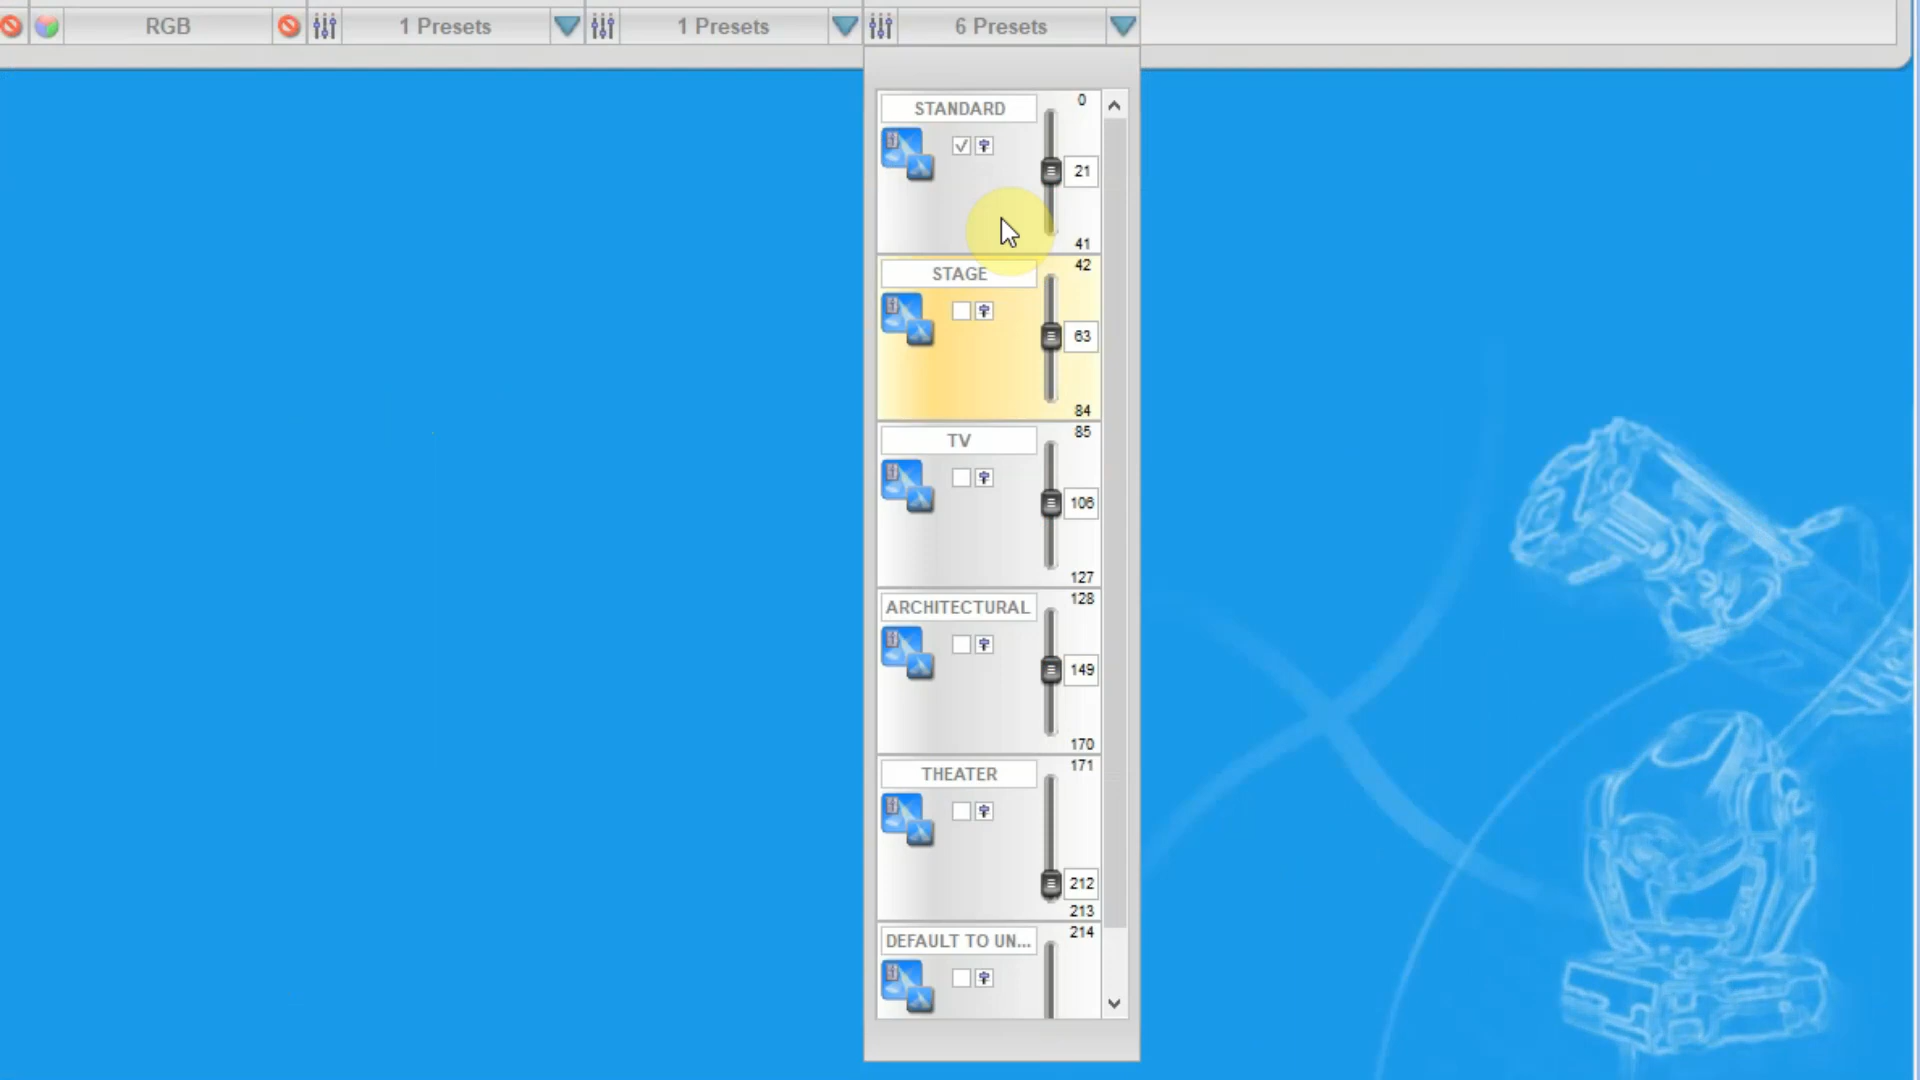 RGB
1 Presets
1 Presets
6 Presets
STANDARD
0
21
41
STAGE
42
63
84
TV
85
106
127
ARCHITECTURAL
128
149
170
THEATER
171
212
213
DEFAULT TO UN...
214